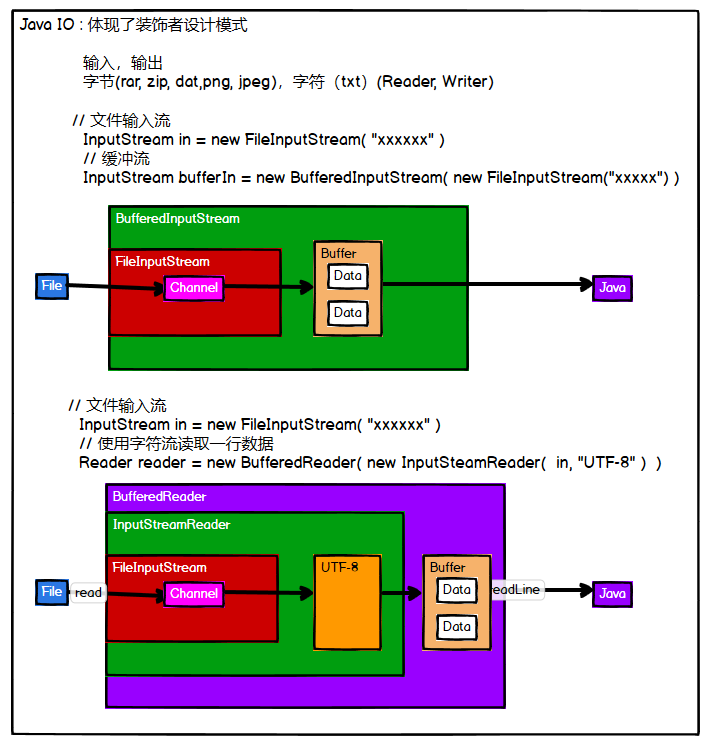 Java IO : 体现了装饰者设计模式
输入，输出
字节(rar, zip, dat,png, jpeg)，字符（txt）(Reader, Writer)
// 文件输入流
InputStream in = new FileInputStream( "xxxxxx" )
// 缓冲流
InputStream bufferIn = new BufferedInputStream( new FileInputStream("xxxxx") )
BufferedInputStream
FileInputStream
Buffer
File
Channel
Data
Data
Java
// 文件输入流
InputStream in = new FileInputStream( "xxxxxx" )
// 使用字符流读取一行数据
Reader reader = new BufferedReader( new InputSteamReader( in, "UTF-8" ) )
BufferedReader
InputStreamReader
FileInputStream
UTF-8
Buffer
File
read
Channel
Data
Data
eadLine
Java